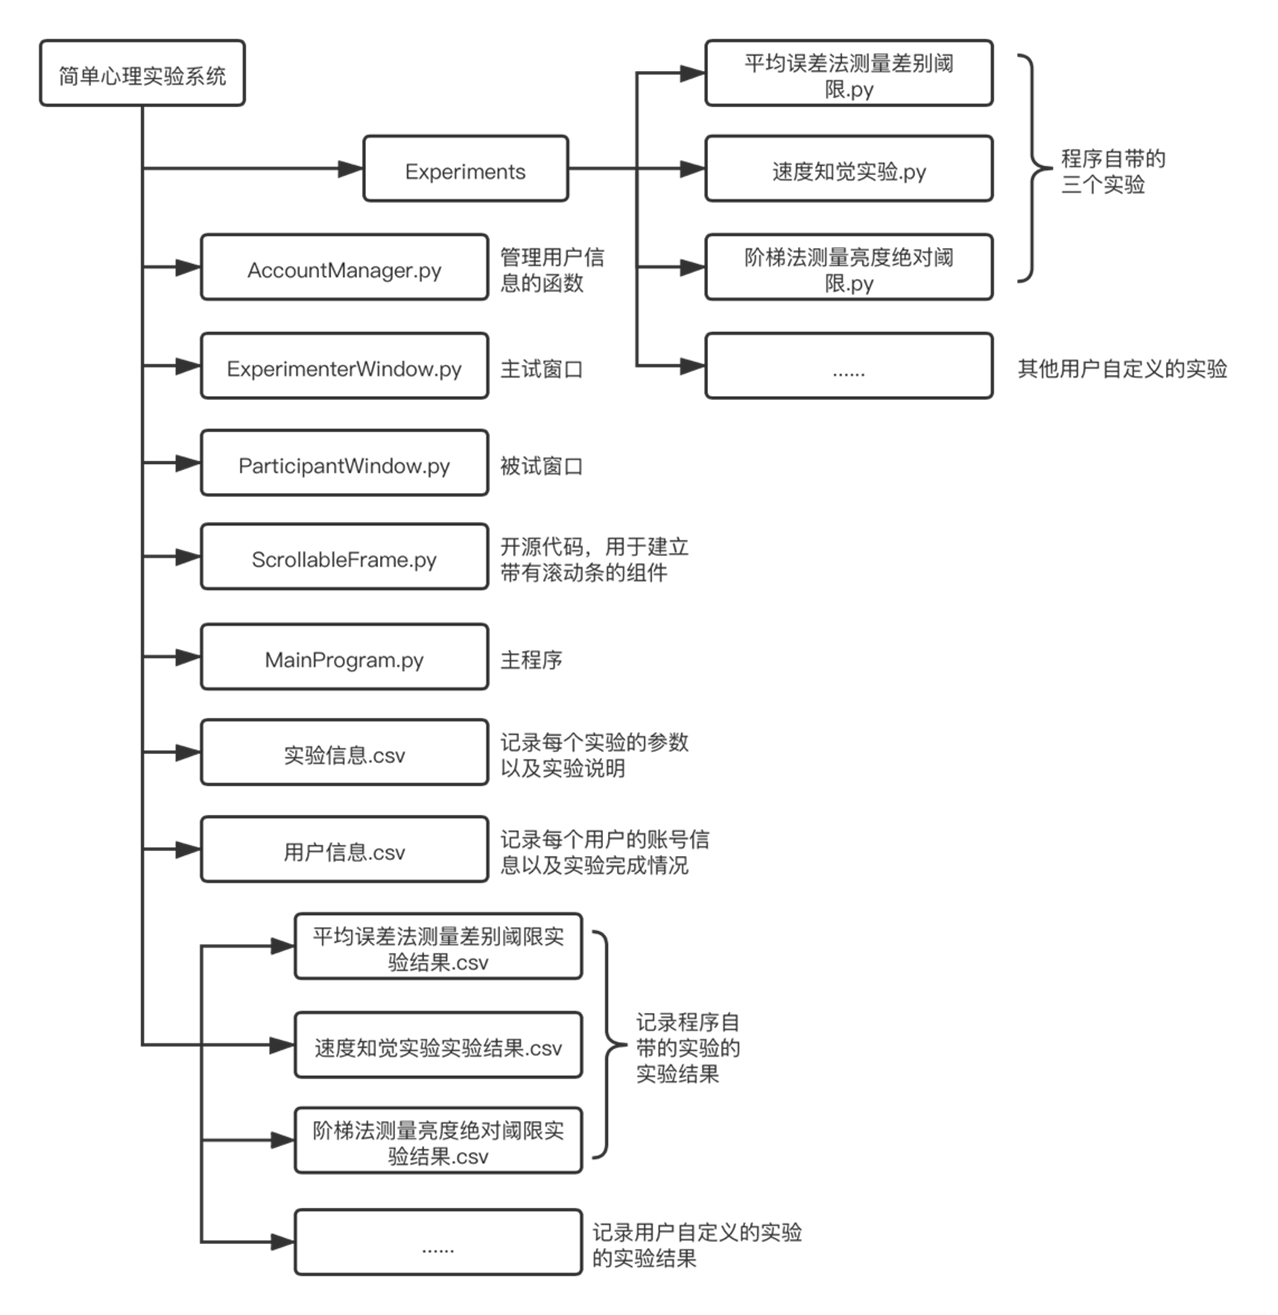 简单心理实验系统
Experiments
平均误差法测量差别阈
限.py
速度知觉实验.py
阶梯法测量亮度绝对阈
限.py
......
程序自带的
三个实验
其他用户自定义的实验
AccountManager.py
管理用户信
息的函数
ExperimenterWindow.py
主试窗口
ParticipantWindow.py
被试窗口
ScrollableFrame.py
开源代码，用于建立
带有滚动条的组件
MainProgram.py
主程序
实验信息.csv
记录每个实验的参数
以及实验说明
用户信息.csv
记录每个用户的账号信
息以及实验完成情况
平均误差法测量差别阈限实
验结果.csv
速度知觉实验实验结果.csv
阶梯法测量亮度绝对阈限实
验结果.csv
......
记录程序自
带的实验的
实验结果
记录用户自定义的实验
的实验结果